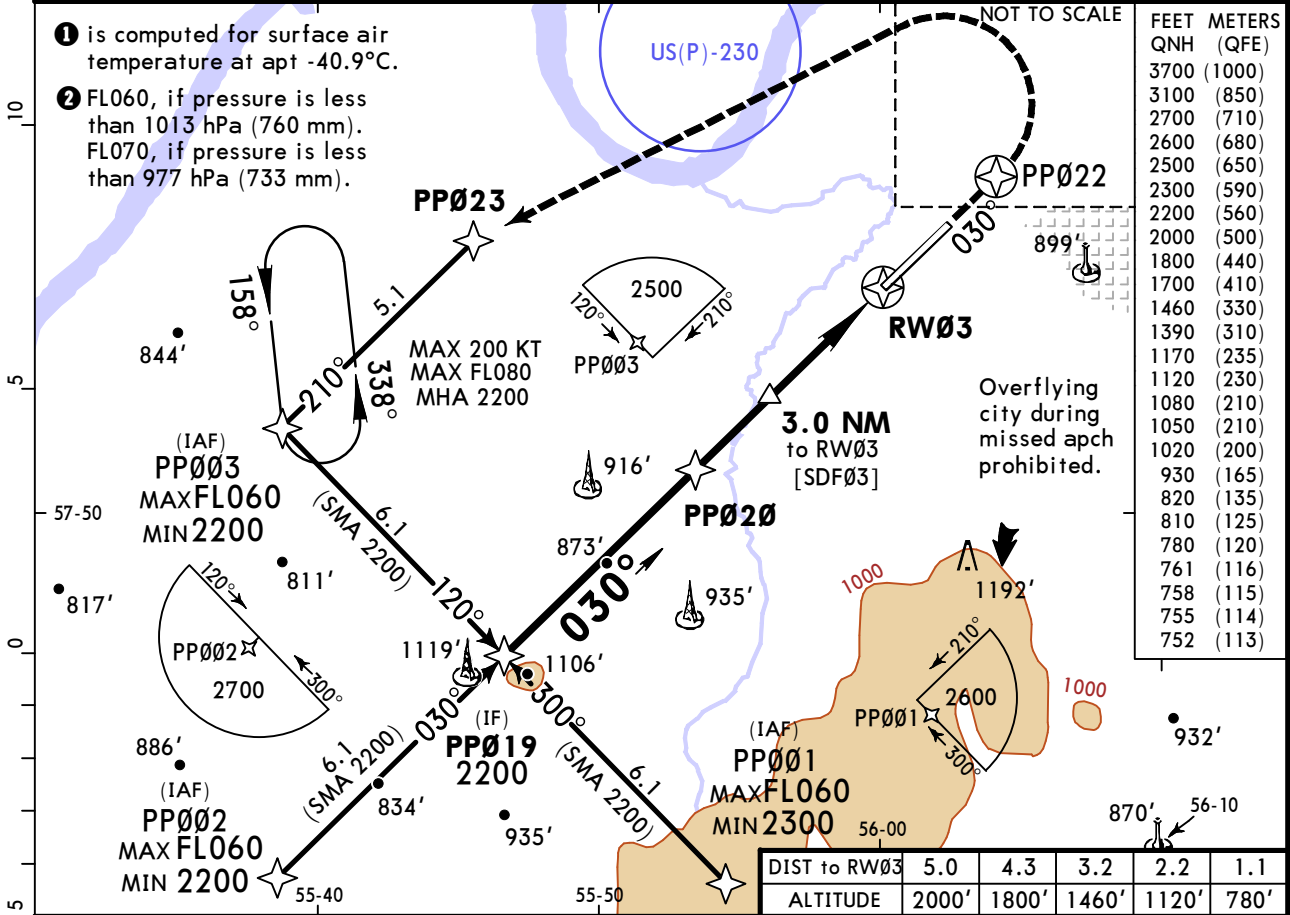 ❶ is computed for surface air
temperature at apt -40.9°C.
❷ FL060, if pressure is less
than 1013 hPa (760 mm).
FL070, if pressure is less
than 977 hPa (733 mm).
US(P)-230
NOT TO SCALE
FEET METERS
QNH (QFE)
3700 (1000)
3100 (850)
2700 (710)
2600 (680)
2500 (650)
2300 (590)
2200 (560)
2000 (500)
1800 (440)
1700 (410)
1460 (330)
1390 (310)
1170 (235)
1120 (230)
1080 (210)
1050 (210)
1020 (200)
930 (165)
820 (135)
810 (125)
780 (120)
761 (116)
758 (115)
755 (114)
752 (113)
10
5
0
5
PPØ23
PPØ22
030°
899'
158°
5.1
210°
338°
844'
MAX 200 KT
MAX FL080
MHA 2200
2500
120°
210°
PPØØ3
RWØ3
Overflying
city during
missed apch
prohibited.
3.0 NM
to RWØ3
[SDFØ3]
(IAF)
PPØØ3
MAX FL060
MIN 2200
57-50
916'
PPØ2Ø
6.1
(SMA 2200)
120°
873'
030°
811'
817'
935'
1000
1192'
120°
PPØØ2
2700
300°
1119'
1106'
210°
2600
PPØØ1
300°
1000
932'
030°
6.1
(SMA 2200)
(IF)
PPØ19
2200
300°
6.1
(SMA 2200)
(IAF)
PPØØ1
MAX FL060
MIN 2300
886'
(IAF)
PPØØ2
MAX FL060
MIN 2200
834'
935'
870'
56-10
56-00
55-40
55-50
DIST to RWØ3 5.0 4.3 3.2 2.2 1.1
ALTITUDE 2000' 1800' 1460' 1120' 780'